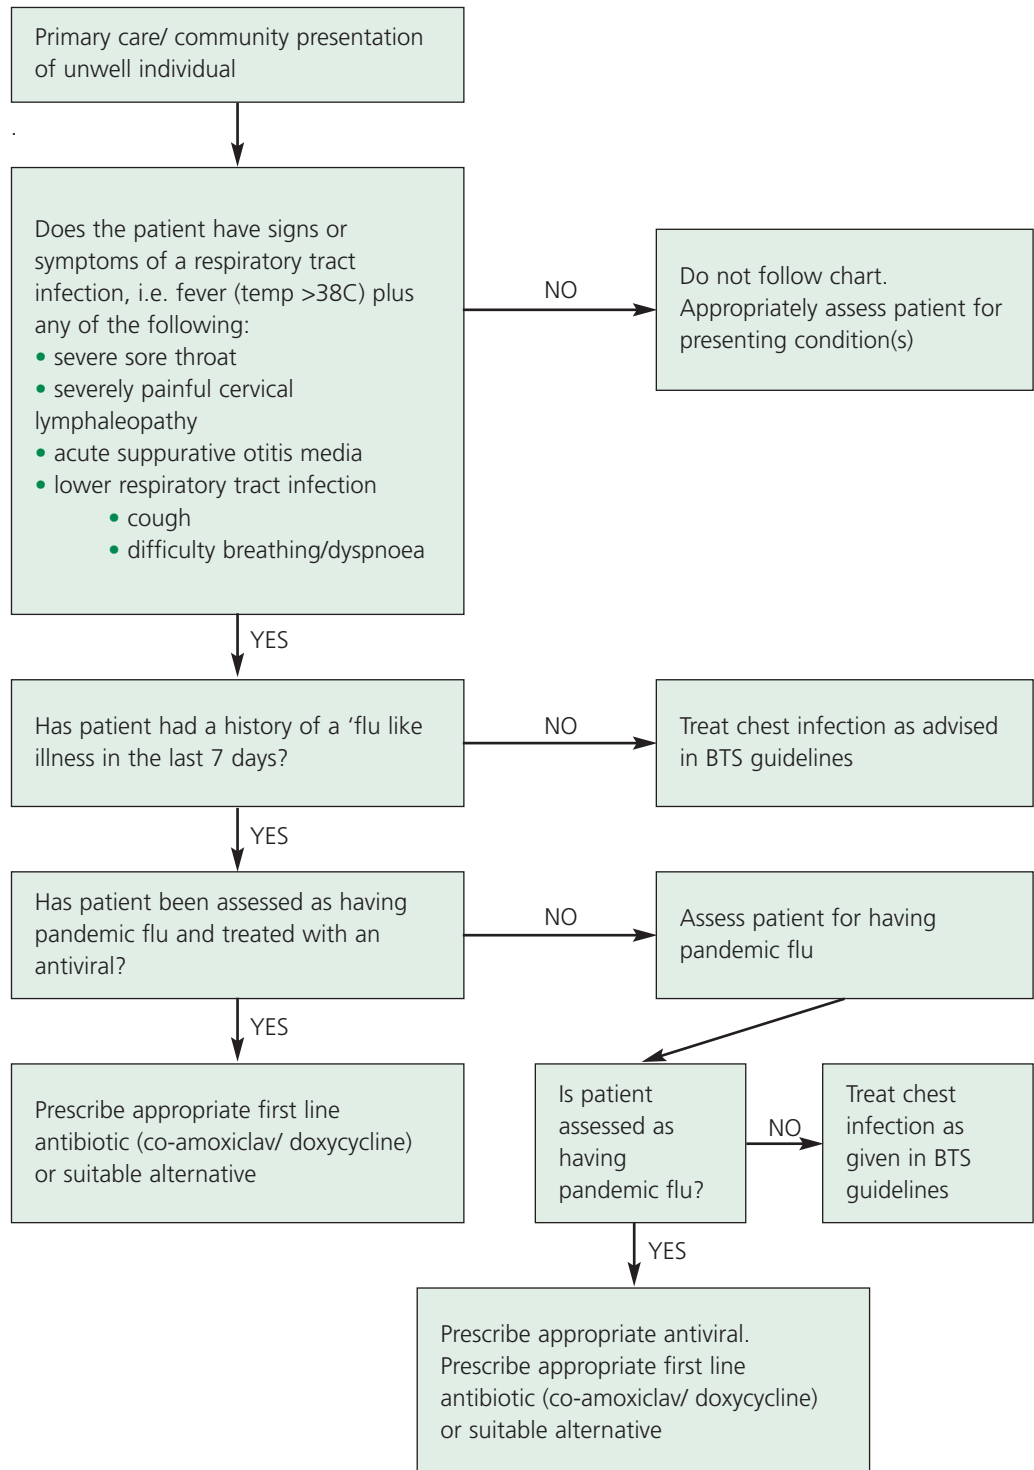 Primary care/ community presentation
of unwell individual
.
Does the patient have signs or
symptoms of a respiratory tract
infection, i.e. fever (temp >38C) plus
any of the following:
• severe sore throat
• severely painful cervical
lymphaleopathy
• acute suppurative otitis media
• lower respiratory tract infection
• cough
• difficulty breathing/dyspnoea
NO
Do not follow chart.
Appropriately assess patient for
presenting condition(s)
YES
Has patient had a history of a ‘flu like
illness in the last 7 days?
NO
Treat chest infection as advised
in BTS guidelines
YES
Has patient been assessed as having
pandemic flu and treated with an
antiviral?
NO
Assess patient for having
pandemic flu
YES
Prescribe appropriate first line
antibiotic (co-amoxiclav/ doxycycline)
or suitable alternative
Is patient
assessed as
having
pandemic flu?
NO
Treat chest
infection as
given in BTS
guidelines
YES
Prescribe appropriate antiviral.
Prescribe appropriate first line
antibiotic (co-amoxiclav/ doxycycline)
or suitable alternative